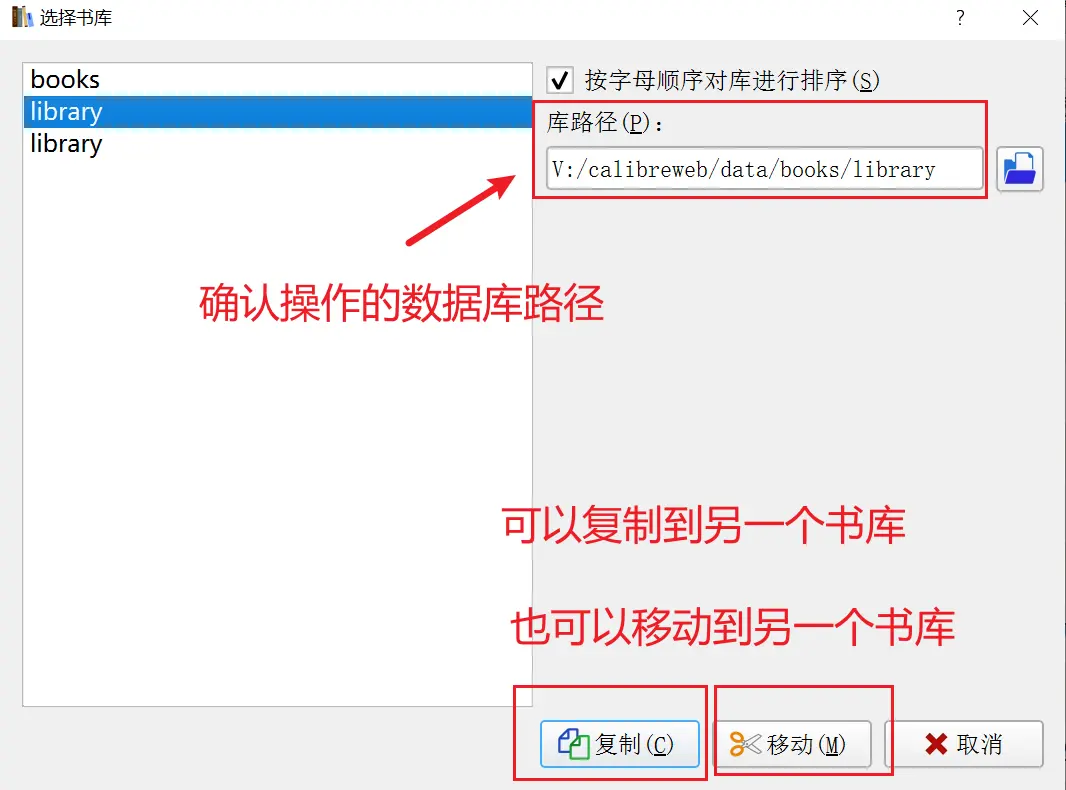 选择书库
?
books
library
library
按字母顺序对库进行排序(S)
库路径(P)：
V:/calibreweb/data/books/library
确认操作的数据库路径
可以复制到另一个书库
也可以移动到另一个书库
复制(C)
移动(M)
取消